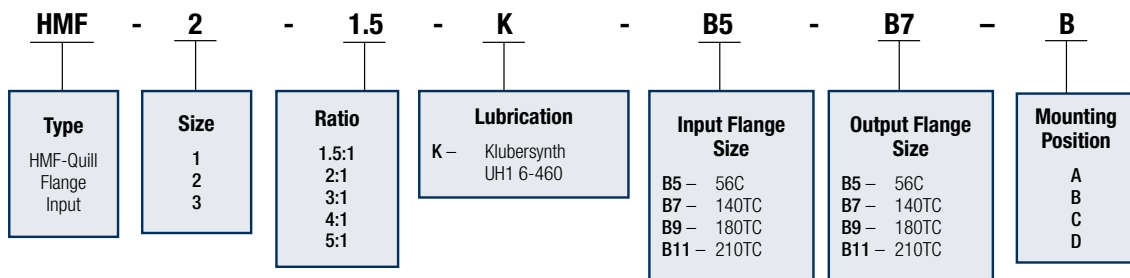 HMF - 2 - 1.5 - K - B5 - B7 – B
Type
HMF-Quill
Flange
Input
Size
1
2
3
Ratio
1.5:1
2:1
3:1
4:1
5:1
Lubrication
K – Klubersynth
UH1 6-460
Input Flange
Size
B5 – 56C
B7 – 140TC
B9 – 180TC
B11 – 210TC
Output Flange
Size
B5 – 56C
B7 – 140TC
B9 – 180TC
B11 – 210TC
Mounting
Position
A
B
C
D